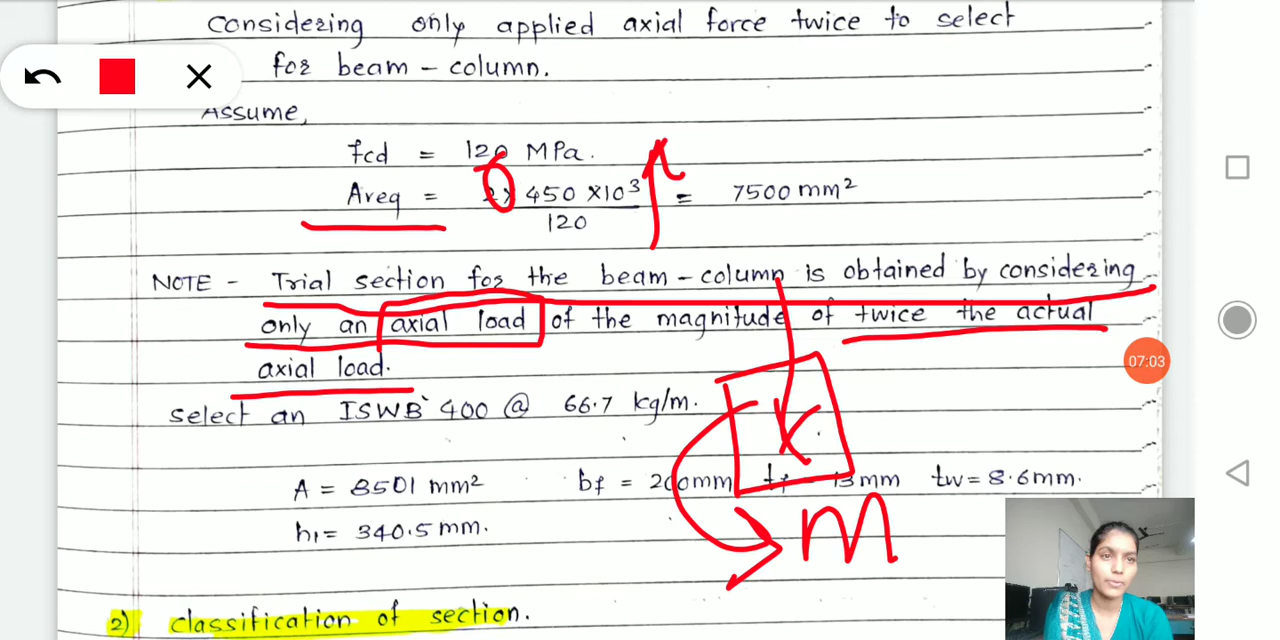 considering only applied axial force twice to select
for beam-column.
Assume,
fcd = 120 MPa.
Areq = 2 × 450 × 10³ / 120 = 7500 mm²
NOTE - Trial section for the beam-column is obtained by considering
only an axial load of the magnitude of twice the actual
axial load.
07:03
select an ISWB 400 @ 66.7 kg/m.
A = 8501 mm² bf = 200mm tf = 13mm tw = 8.6mm.
m
h1 = 340.5 mm.
2) classification of section.